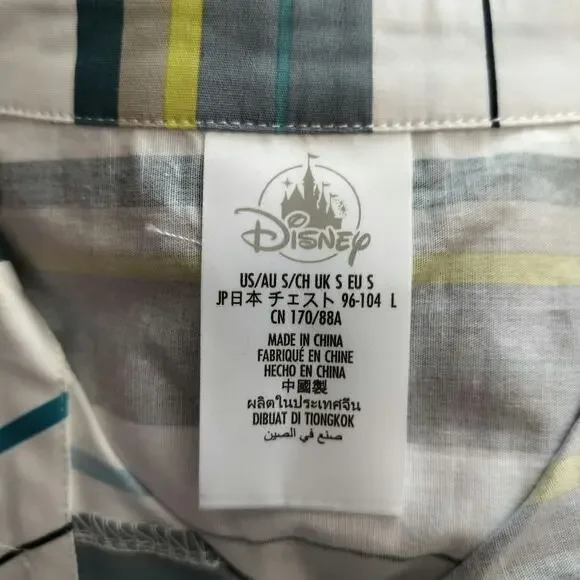 Disney
US/AU S/CH UK S EU S
JP日本 チェスト 96-104 L
CN 170/88A
MADE IN CHINA
FABRIQUÉ EN CHINE
HECHO EN CHINA
中國製
ผลิตในประเทศจีน
DIBUAT DI TIONGKOK
صنع في الصين